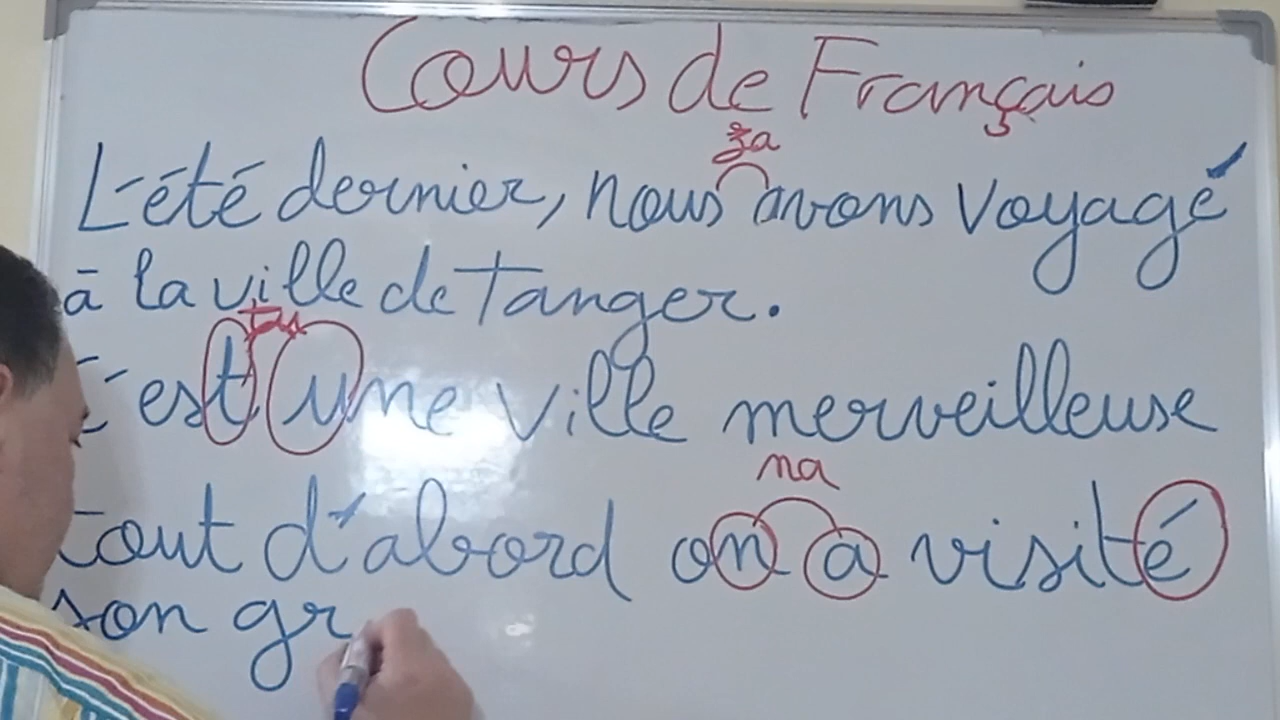 Cours de Français
za
L'été dernier, nous avons voyagé
à la ville de Tanger.
tu
C'est une ville merveilleuse
na
tout d'abord on a visité
son gr